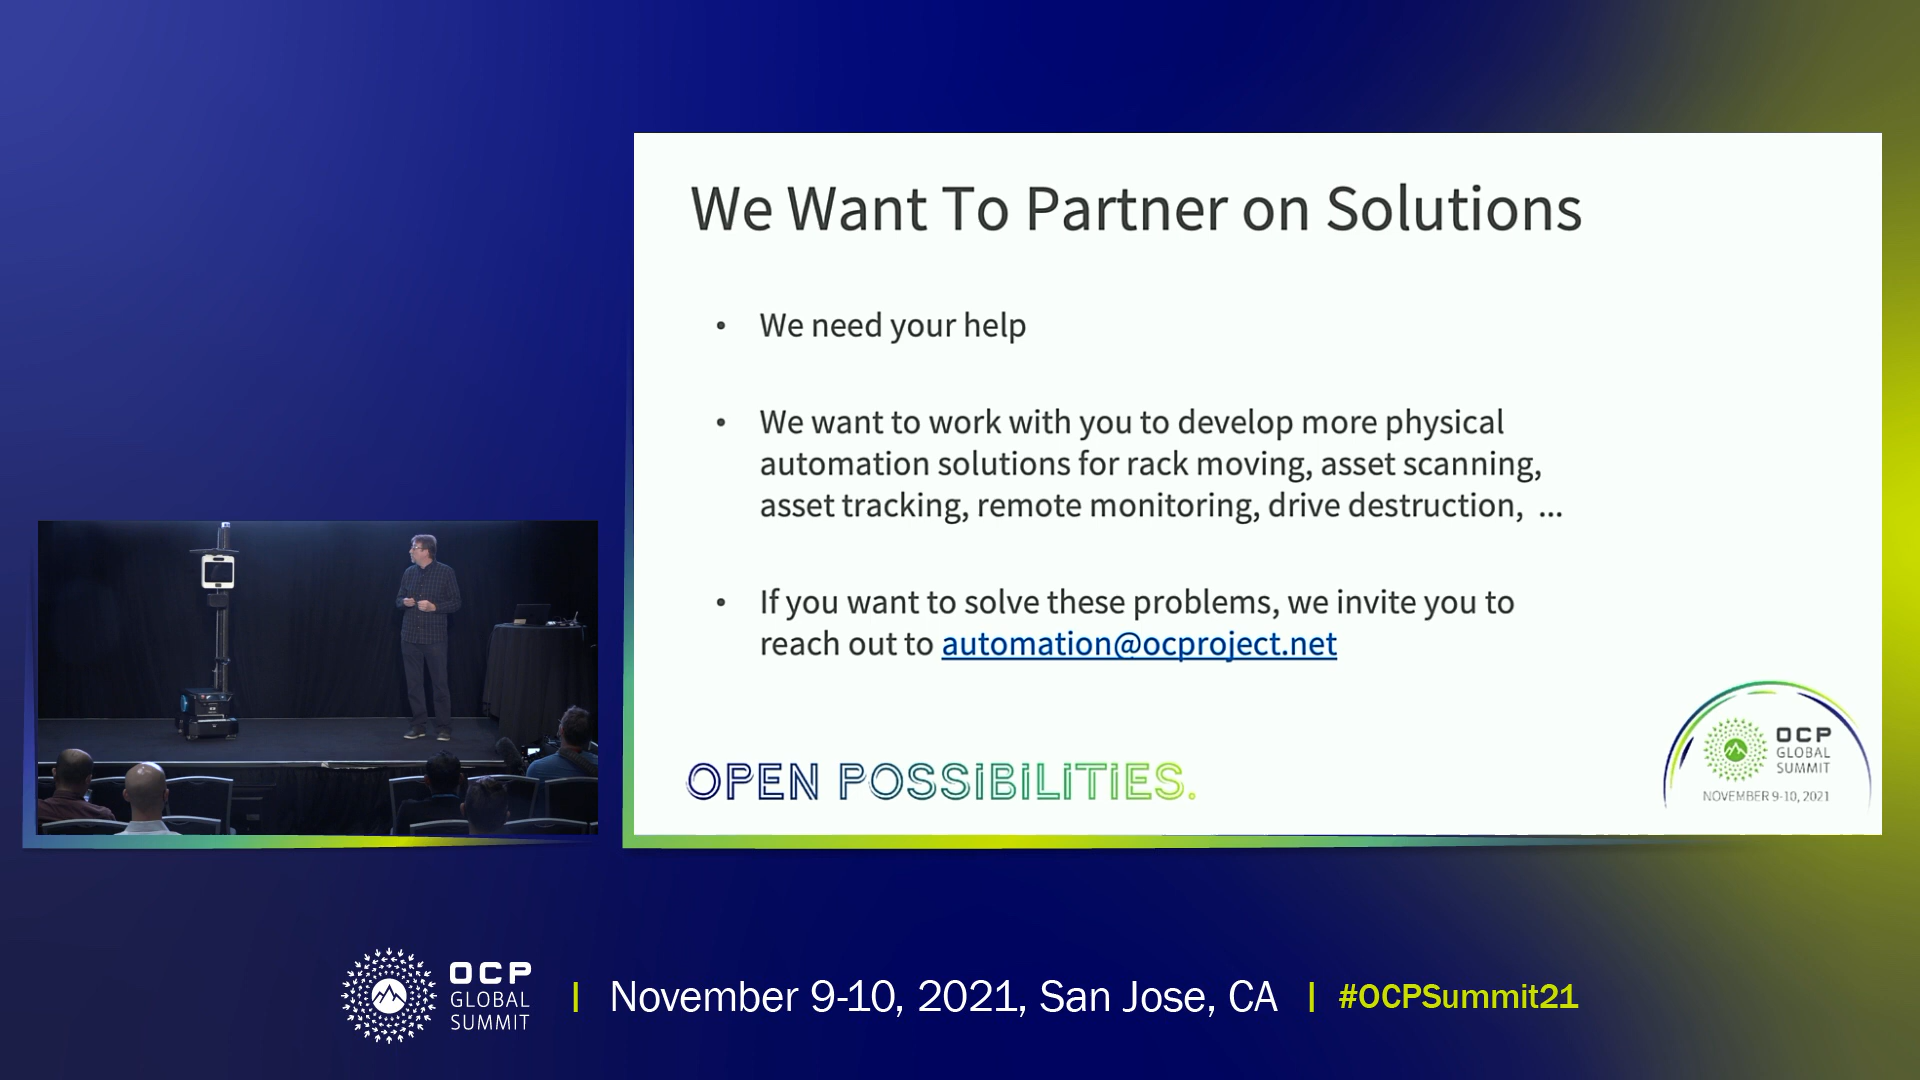 We Want To Partner on Solutions
• We need your help
• We want to work with you to develop more physical
automation solutions for rack moving, asset scanning,
asset tracking, remote monitoring, drive destruction, ...
• If you want to solve these problems, we invite you to
reach out to automation@ocproject.net
OPEN POSSIBILITIES.
OCP
GLOBAL
SUMMIT
NOVEMBER 9-10, 2021
OCP
GLOBAL
SUMMIT
| November 9-10, 2021, San Jose, CA | #OCPSummit21